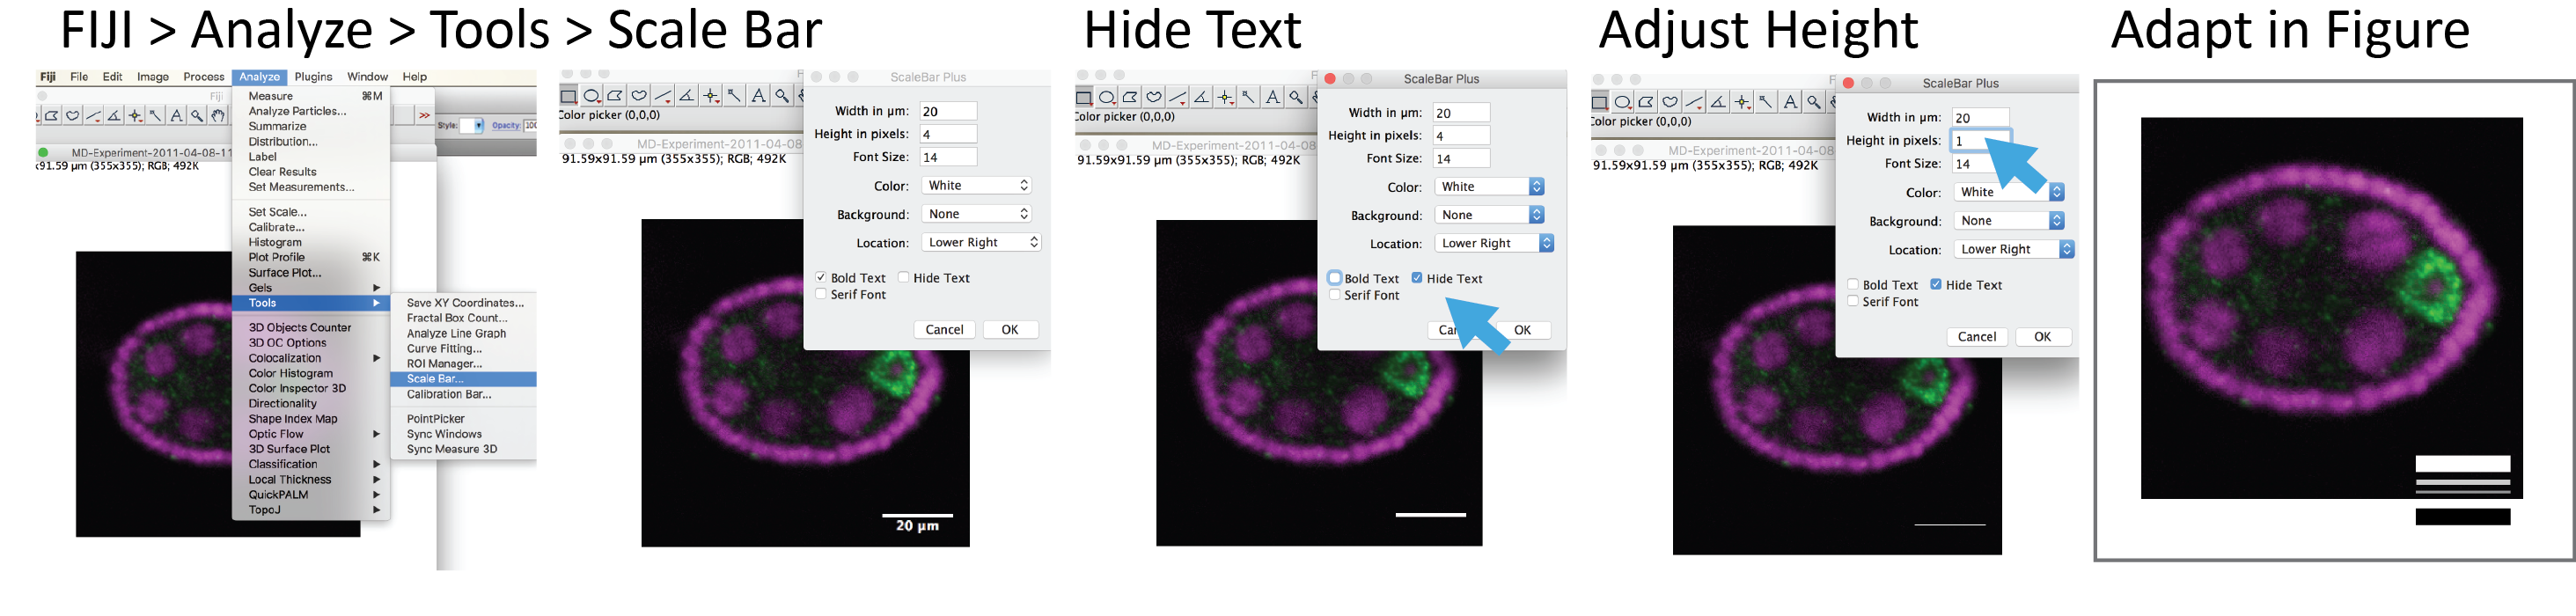 FIJI > Analyze > Tools > Scale Bar
Fiji File Edit Image Process Analyze Plugins Window Help
Fiji
Measure ⌘M
Analyze Particles...
Summarize
Distribution...
Label
Clear Results
Set Measurements...
Set Scale...
Calibrate...
Histogram
Plot Profile ⌘K
Surface Plot...
Gels
Tools
3D Objects Counter
3D OC Options
Colocalization
Color Histogram
Color Inspector 3D
Directionality
Shape Index Map
Optic Flow
3D Surface Plot
Classification
Local Thickness
QuickPALM
TopoJ
>>
Style: Opacity: 100
MD-Experiment-2011-04-08-11
x91.59 µm (355x355); RGB; 492K
Save XY Coordinates...
Fractal Box Count...
Analyze Line Graph
Curve Fitting...
ROI Manager...
Scale Bar...
Calibration Bar...
PointPicker
Sync Windows
Sync Measure 3D
A
Color picker (0,0,0)
MD-Experiment-2011-04-08
91.59x91.59 µm (355x355); RGB; 492K
ScaleBar Plus
Width in µm: 20
Height in pixels: 4
Font Size: 14
Color: White
Background: None
Location: Lower Right
Bold Text Hide Text
Serif Font
Cancel OK
20 µm
Hide Text
A
Color picker (0,0,0)
MD-Experiment-2011-04-08
91.59x91.59 µm (355x355); RGB; 492K
ScaleBar Plus
Width in µm: 20
Height in pixels: 4
Font Size: 14
Color: White
Background: None
Location: Lower Right
Bold Text Hide Text
Serif Font
OK
Adjust Height
A
Color picker (0,0,0)
MD-Experiment-2011-04-08
91.59x91.59 µm (355x355); RGB; 492K
ScaleBar Plus
Width in µm: 20
Height in pixels: 1
Font Size: 14
Color: White
Background: None
Location: Lower Right
Bold Text Hide Text
Serif Font
Cancel OK
Adapt in Figure